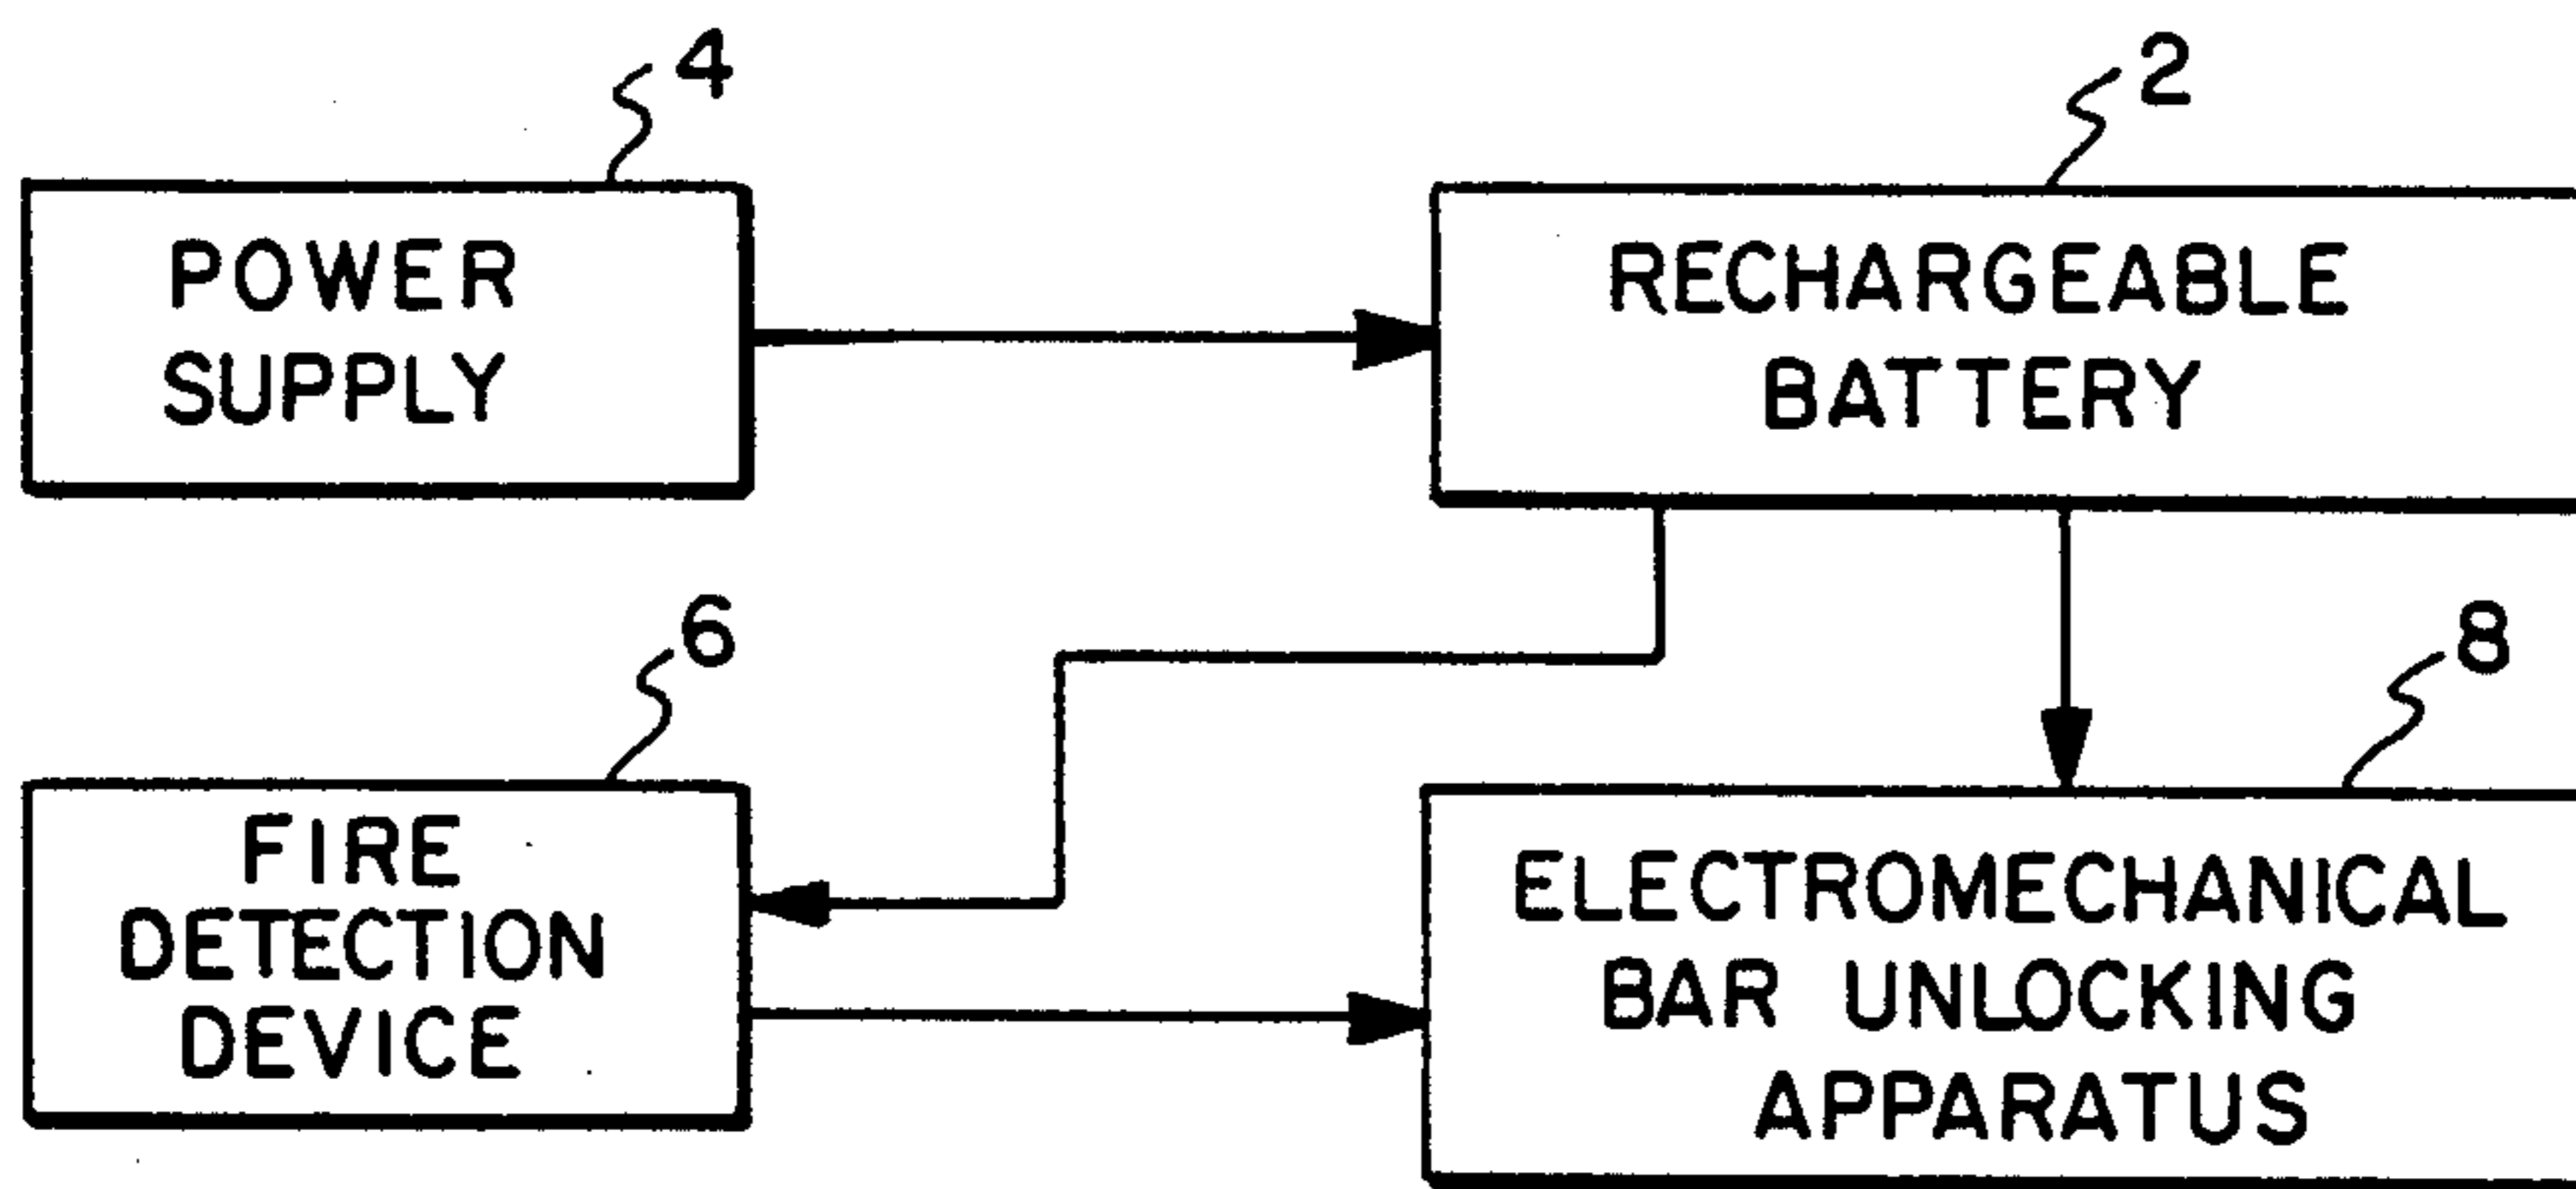 4
2
POWER
SUPPLY
RECHARGEABLE
BATTERY
6
8
FIRE
DETECTION
DEVICE
ELECTROMECHANICAL
BAR UNLOCKING
APPARATUS